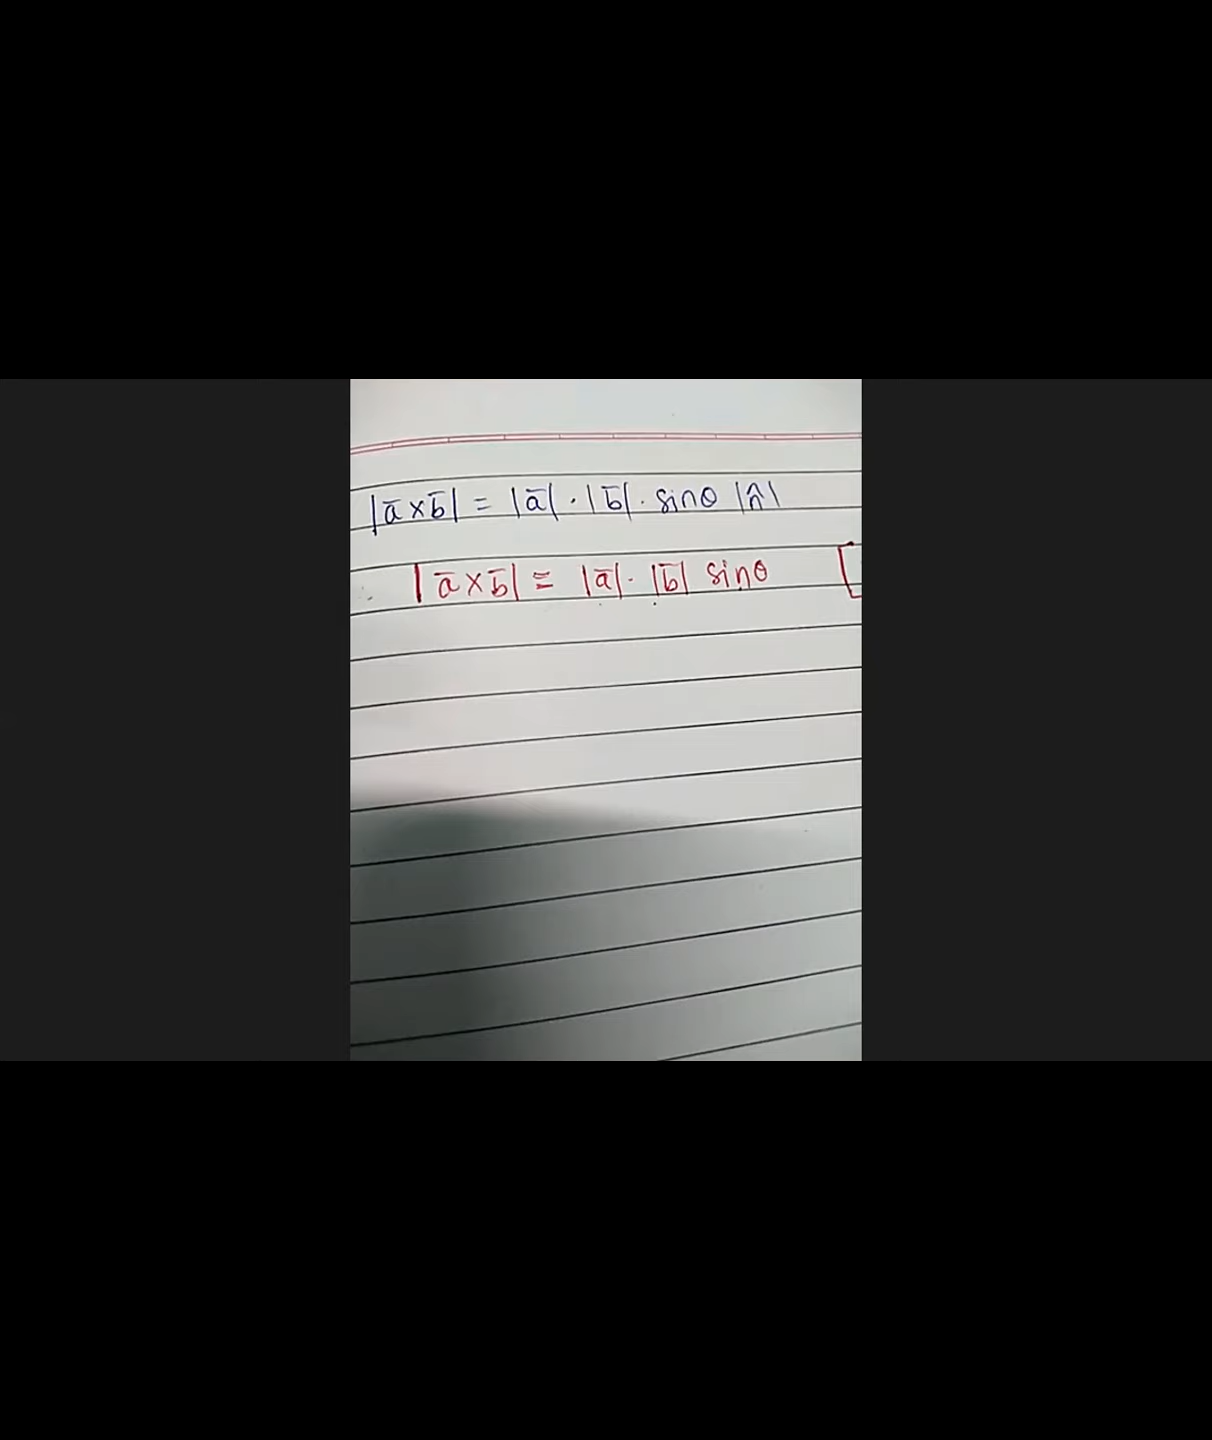 |a̅ × b̅| = |a̅| · |b̅| · sinθ |n̂|
|a̅ × b̅| = |a̅| · |b̅| sinθ [